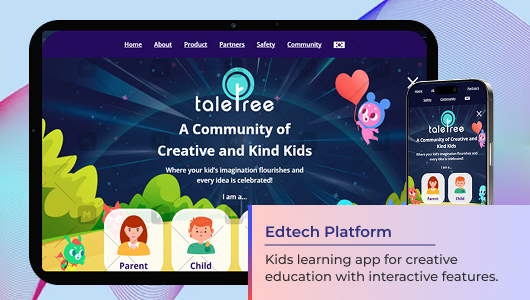 Home About Product Partners Safety Community
taletree
A Community of
Creative and Kind Kids
Where your kid's imagination flourishes and
every idea is celebrated!
I am a...
Parent Child
Home Partners
Safety Community
taletree
A Community of Creative and
Kind Kids
Where your kid's imagination flourishes and
every idea is celebrated!
I am a...
Parent Child
Edtech Platform
Kids learning app for creative
education with interactive features.